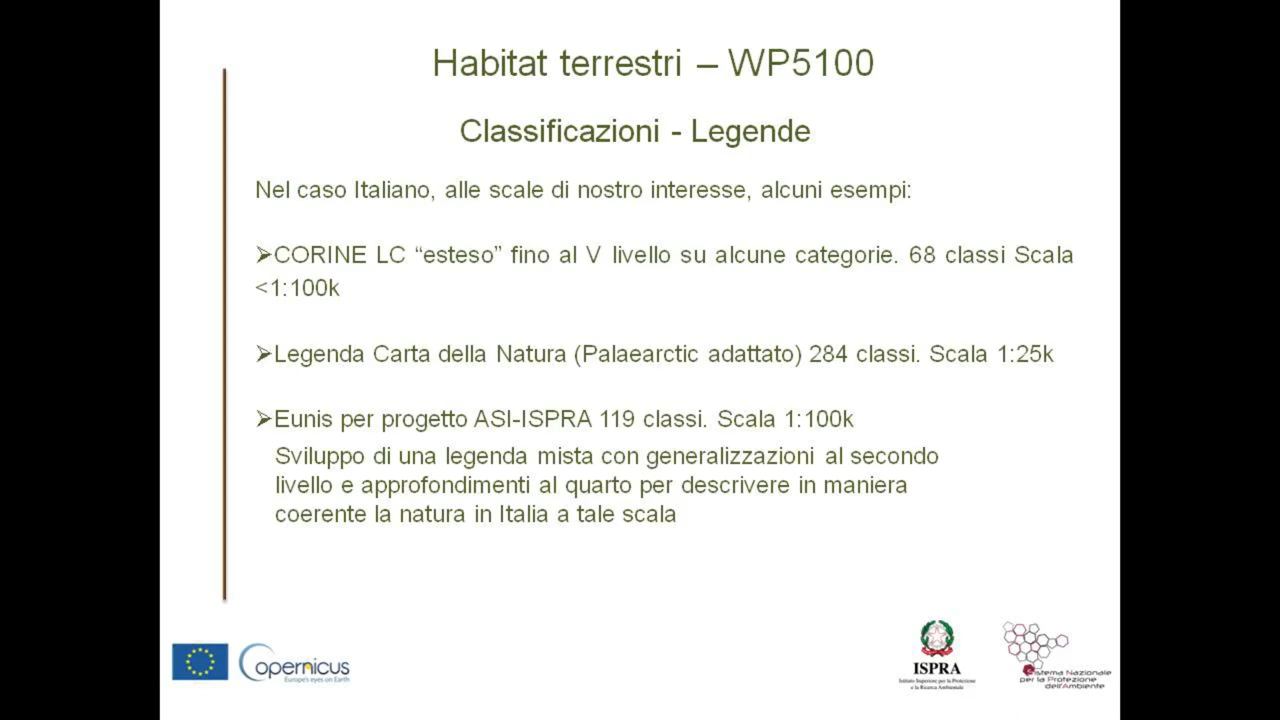 Habitat terrestri – WP5100
Classificazioni - Legende
Nel caso Italiano, alle scale di nostro interesse, alcuni esempi:
➢CORINE LC “esteso” fino al V livello su alcune categorie. 68 classi Scala
<1:100k
➢Legenda Carta della Natura (Palaearctic adattato) 284 classi. Scala 1:25k
➢Eunis per progetto ASI-ISPRA 119 classi. Scala 1:100k
Sviluppo di una legenda mista con generalizzazioni al secondo
livello e approfondimenti al quarto per descrivere in maniera
coerente la natura in Italia a tale scala
opernicus
Europe's eyes on Earth
ISPRA
Istituto Superiore per la Protezione
e la Ricerca Ambientale
Sistema Nazionale
per la Protezione
dell'Ambiente